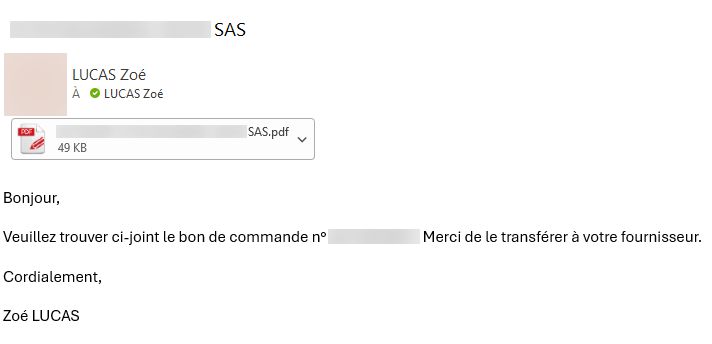 SAS
LUCAS Zoé
À LUCAS Zoé
PDF SAS.pdf
49 KB
Bonjour,
Veuillez trouver ci-joint le bon de commande n° Merci de le transférer à votre fournisseur.
Cordialement,
Zoé LUCAS